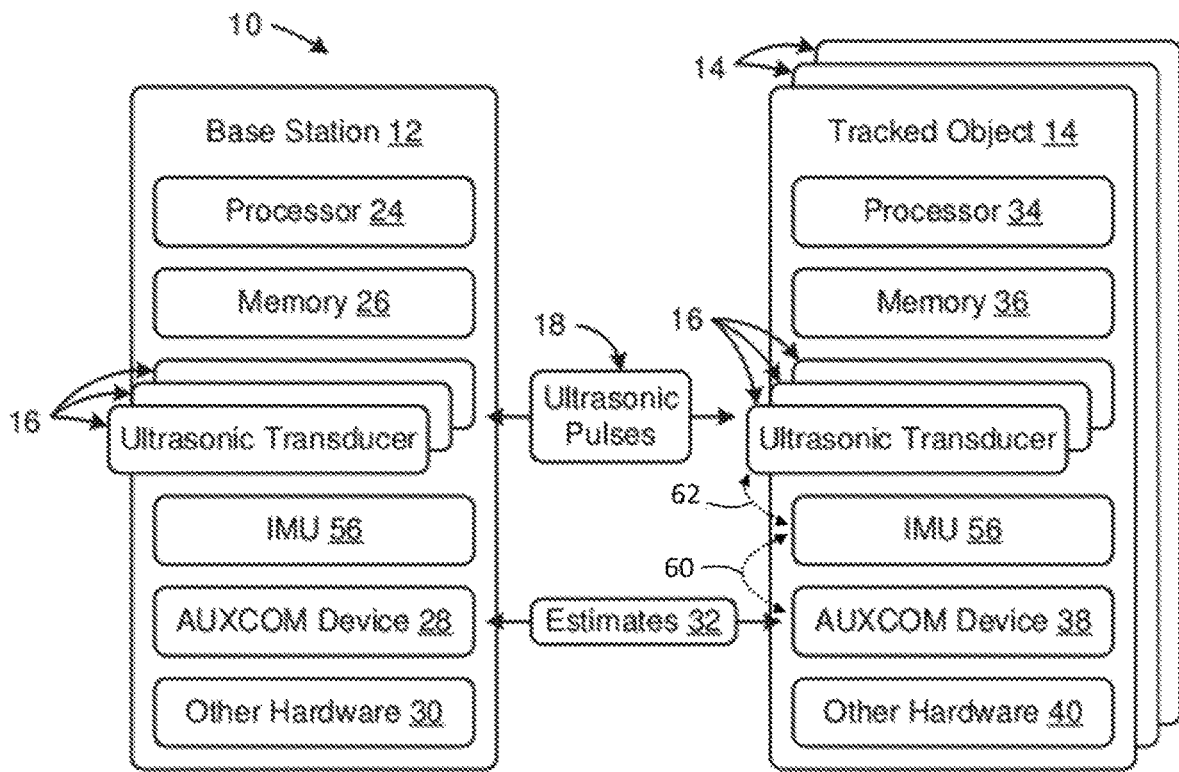 10
14
Base Station 12
Processor 24
Memory 26
16
Ultrasonic Transducer
IMU 56
AUXCOM Device 28
Other Hardware 30
18
Ultrasonic
Pulses
62
60
Estimates 32
Tracked Object 14
Processor 34
Memory 36
16
Ultrasonic Transducer
IMU 56
AUXCOM Device 38
Other Hardware 40